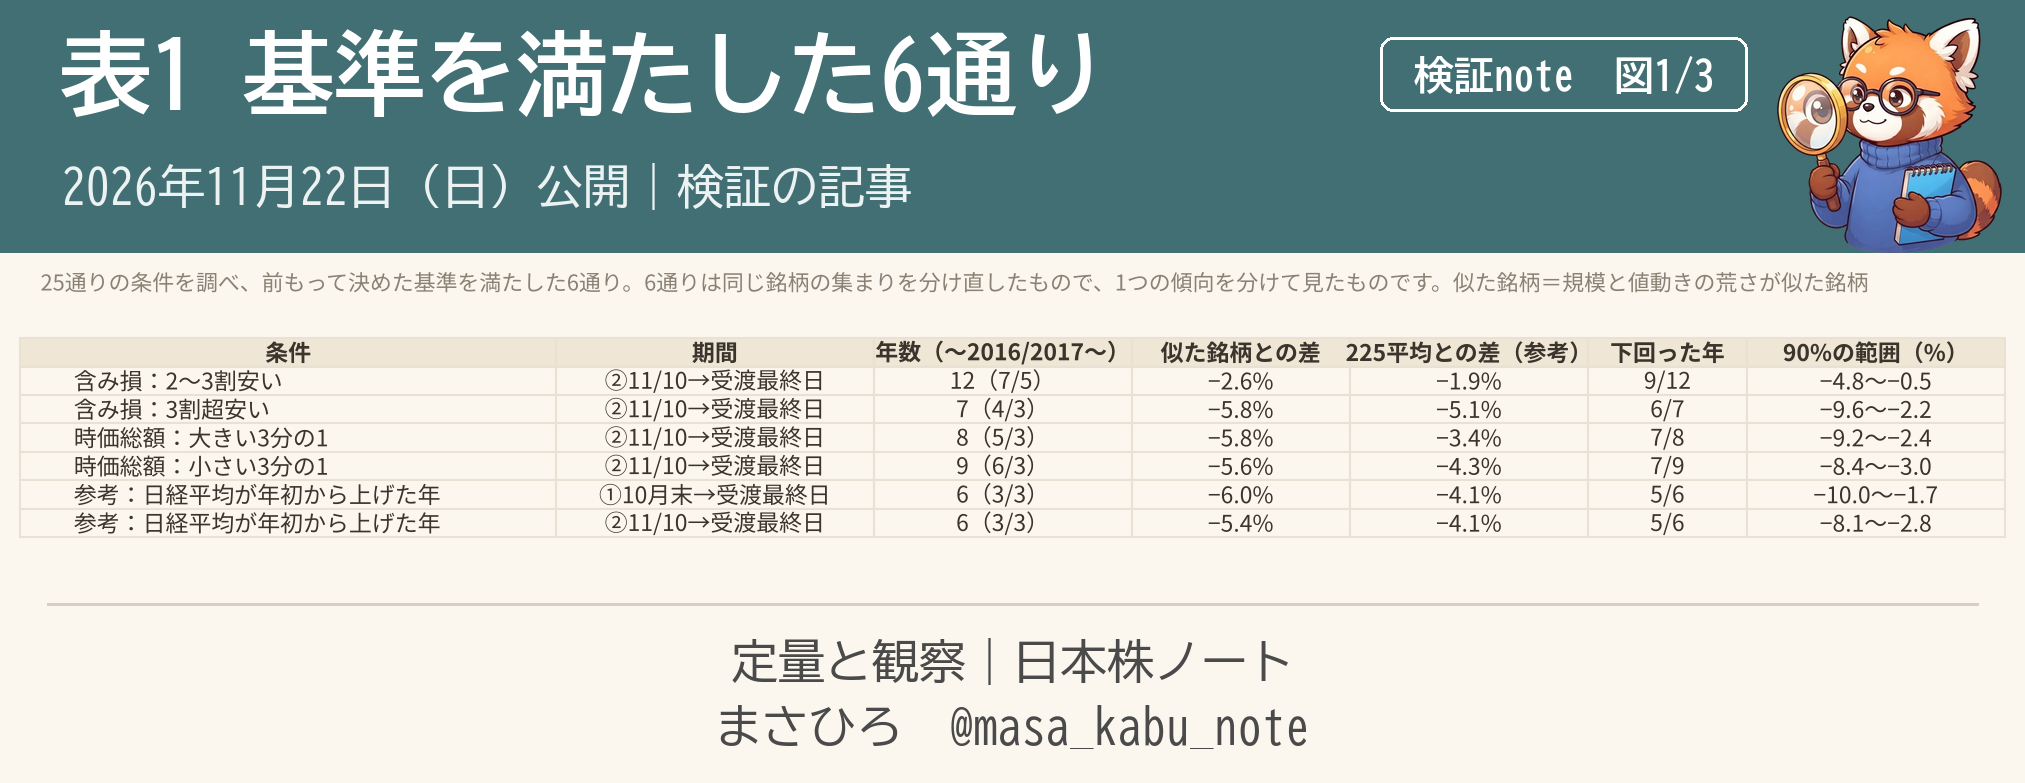 表1 基準を満たした6通り
検証note 図1/3
2026年11月22日（日）公開｜検証の記事
25通りの条件を調べ、前もって決めた基準を満たした6通り。6通りは同じ銘柄の集まりを分け直したもので、1つの傾向を分けて見たものです。似た銘柄＝規模と値動きの荒さが似た銘柄
条件 期間 年数（〜2016/2017〜） 似た銘柄との差 225平均との差（参考） 下回った年 90%の範囲（%）
含み損：2〜3割安い ②11/10→受渡最終日 12（7/5） −2.6% −1.9% 9/12 −4.8〜−0.5
含み損：3割超安い ②11/10→受渡最終日 7（4/3） −5.8% −5.1% 6/7 −9.6〜−2.2
時価総額：大きい3分の1 ②11/10→受渡最終日 8（5/3） −5.8% −3.4% 7/8 −9.2〜−2.4
時価総額：小さい3分の1 ②11/10→受渡最終日 9（6/3） −5.6% −4.3% 7/9 −8.4〜−3.0
参考：日経平均が年初から上げた年 ①10月末→受渡最終日 6（3/3） −6.0% −4.1% 5/6 −10.0〜−1.7
参考：日経平均が年初から上げた年 ②11/10→受渡最終日 6（3/3） −5.4% −4.1% 5/6 −8.1〜−2.8
定量と観察｜日本株ノート
まさひろ @masa_kabu_note